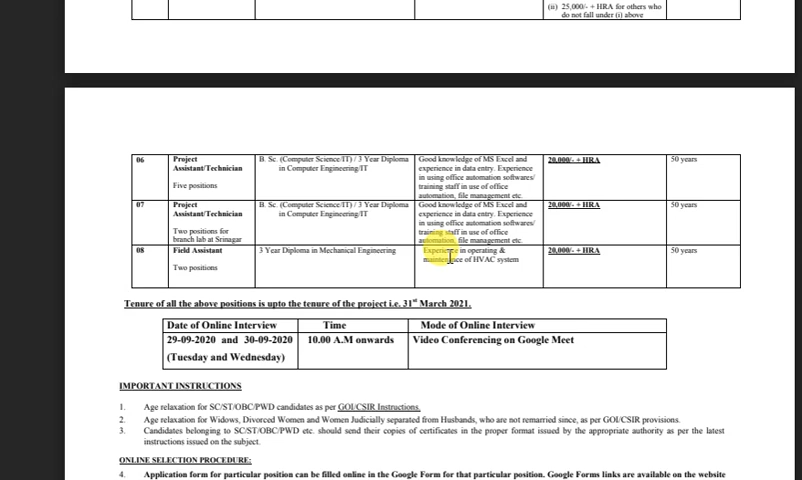 (ii) 25,000/- + HRA for others who
do not fall under (i) above
06
Project
Assistant/Technician
Five positions
B. Sc. (Computer Science/IT) / 3 Year Diploma
in Computer Engineering/IT
Good knowledge of MS Excel and
experience in data entry. Experience
in using office automation softwares/
training staff in use of office
automation, file management etc.
20,000/- + HRA
50 years
07
Project
Assistant/Technician
Two positions for
branch lab at Srinagar
B. Sc. (Computer Science/IT) / 3 Year Diploma
in Computer Engineering/IT
Good knowledge of MS Excel and
experience in data entry. Experience
in using office automation softwares/
training staff in use of office
automation, file management etc.
20,000/- + HRA
50 years
08
Field Assistant
Two positions
3 Year Diploma in Mechanical Engineering
Experience in operating &
maintenance of HVAC system
20,000/- + HRA
50 years
Tenure of all the above positions is upto the tenure of the project i.e. 31st March 2021.
Date of Online Interview Time Mode of Online Interview
29-09-2020 and 30-09-2020 10.00 A.M onwards Video Conferencing on Google Meet
(Tuesday and Wednesday)
IMPORTANT INSTRUCTIONS
1. Age relaxation for SC/ST/OBC/PWD candidates as per GOI/CSIR Instructions.
2. Age relaxation for Widows, Divorced Women and Women Judicially separated from Husbands, who are not remarried since, as per GOI/CSIR provisions.
3. Candidates belonging to SC/ST/OBC/PWD etc. should send their copies of certificates in the proper format issued by the appropriate authority as per the latest
instructions issued on the subject.
ONLINE SELECTION PROCEDURE:
4. Application form for particular position can be filled online in the Google Form for that particular position. Google Forms links are available on the website